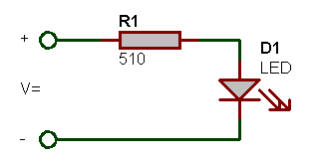 R1
+
510
D1
LED
V=
-